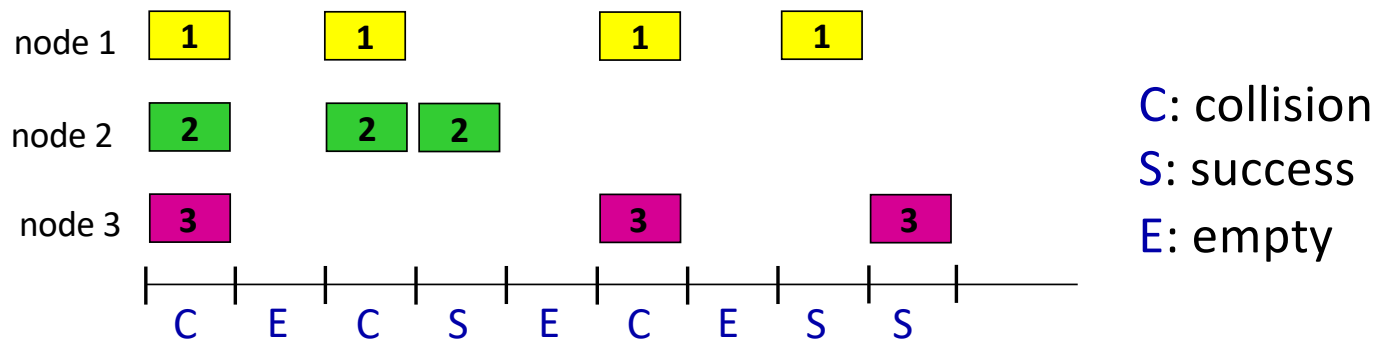 node 1 1 1 1 1
node 2 2 2 2
node 3 3 3 3
C E C S E C E S S
C: collision
S: success
E: empty